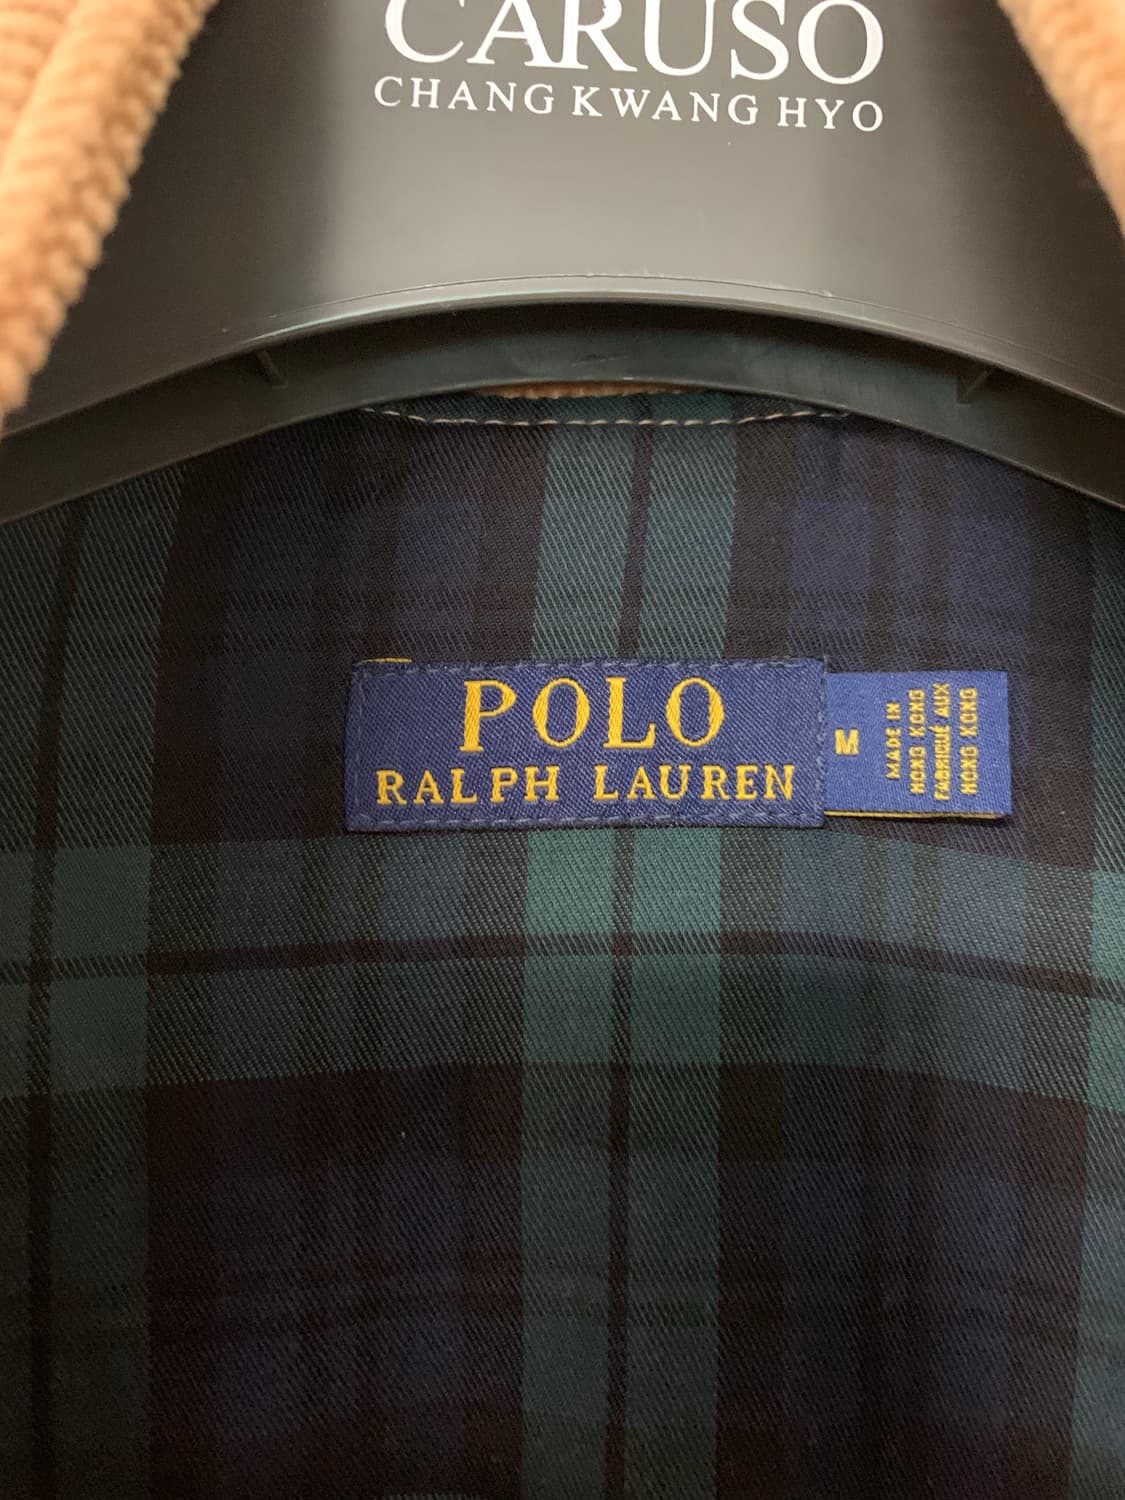 CARUSO
CHANG KWANG HYO
POLO
RALPH LAUREN
M
MADE IN
HONG KONG
FABRIQUÉ AUX
HONG KONG